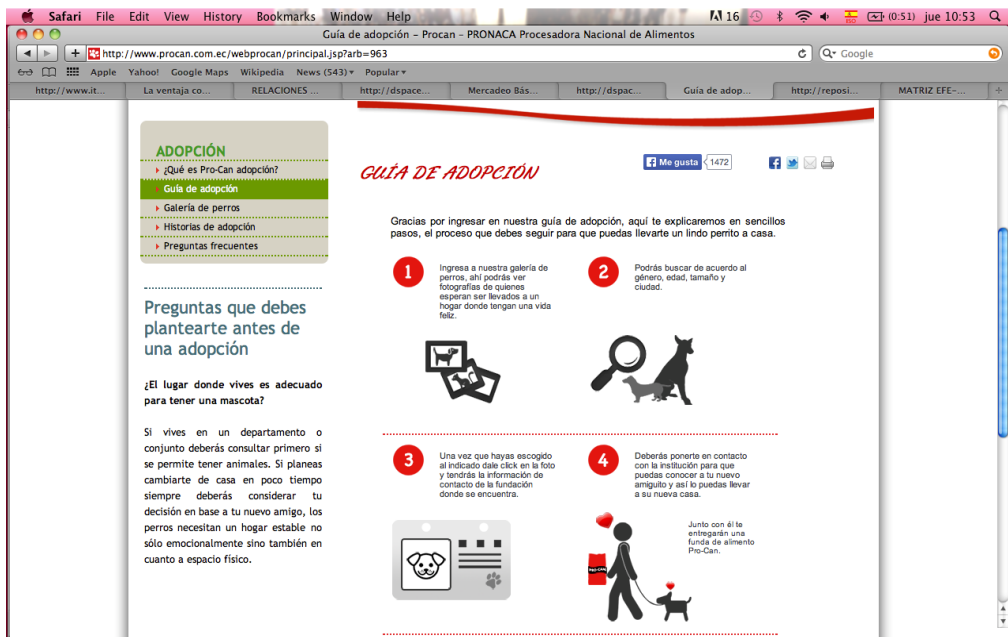 Safari File Edit View History Bookmarks Window Help 16 (0:51) jue 10:53
Guía de adopción – Procan – PRONACA Procesadora Nacional de Alimentos
http://www.procan.com.ec/webprocan/principal.jsp?arb=963 Google
Apple Yahoo! Google Maps Wikipedia News (543) Popular
http://www.it... La ventaja co... RELACIONES ... http://dspace... Mercadeo Bás... http://dspac... Guía de adop... http://reposi... MATRIZ EFE-...
ADOPCIÓN
¿Qué es Pro-Can adopción?
Guía de adopción
Galería de perros
Historias de adopción
Preguntas frecuentes
Preguntas que debes
plantearte antes de
una adopción
¿El lugar donde vives es adecuado
para tener una mascota?
Si vives en un departamento o
conjunto deberás consultar primero si
se permite tener animales. Si planeas
cambiarte de casa en poco tiempo
siempre deberás considerar tu
decisión en base a tu nuevo amigo, los
perros necesitan un hogar estable no
sólo emocionalmente sino también en
cuanto a espacio físico.
GUÍA DE ADOPCIÓN
Me gusta 1472
Gracias por ingresar en nuestra guía de adopción, aquí te explicaremos en sencillos
pasos, el proceso que debes seguir para que puedas llevarte un lindo perrito a casa.
1
Ingresa a nuestra galería de
perros, ahí podrás ver
fotografías de quienes
esperan ser llevados a un
hogar donde tengan una vida
feliz.
2
Podrás buscar de acuerdo al
género, edad, tamaño y
ciudad.
3
Una vez que hayas escogido
al indicado dale click en la foto
y tendrás la información de
contacto de la fundación
donde se encuentra.
4
Deberás ponerte en contacto
con la institución para que
puedas conocer a tu nuevo
amiguito y así lo puedas llevar
a su nueva casa.
PRO-CAN
Junto con él te
entregarán una
funda de alimento
Pro-Can.